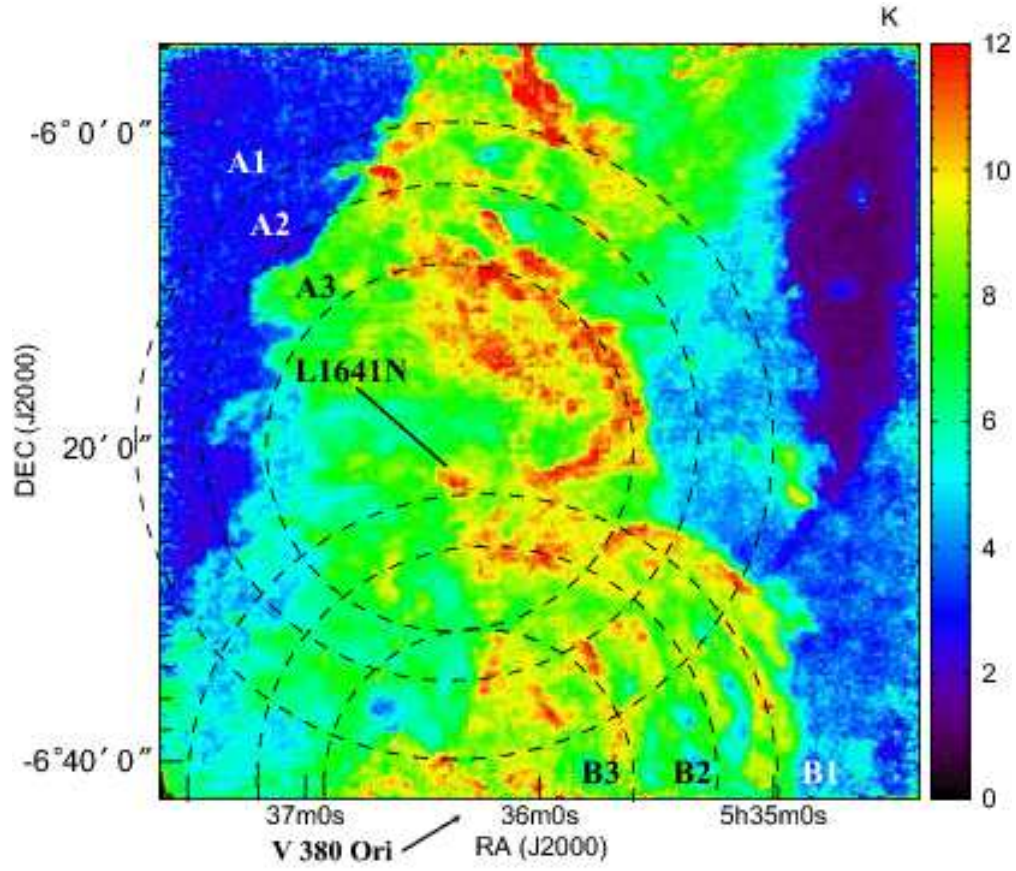 K
12
10
8
6
4
2
0
-6° 0′ 0″
20′ 0″
-6°40′ 0″
DEC (J2000)
A1
A2
A3
L1641N
B3 B2 B1
37m0s 36m0s 5h35m0s
V 380 Ori
RA (J2000)